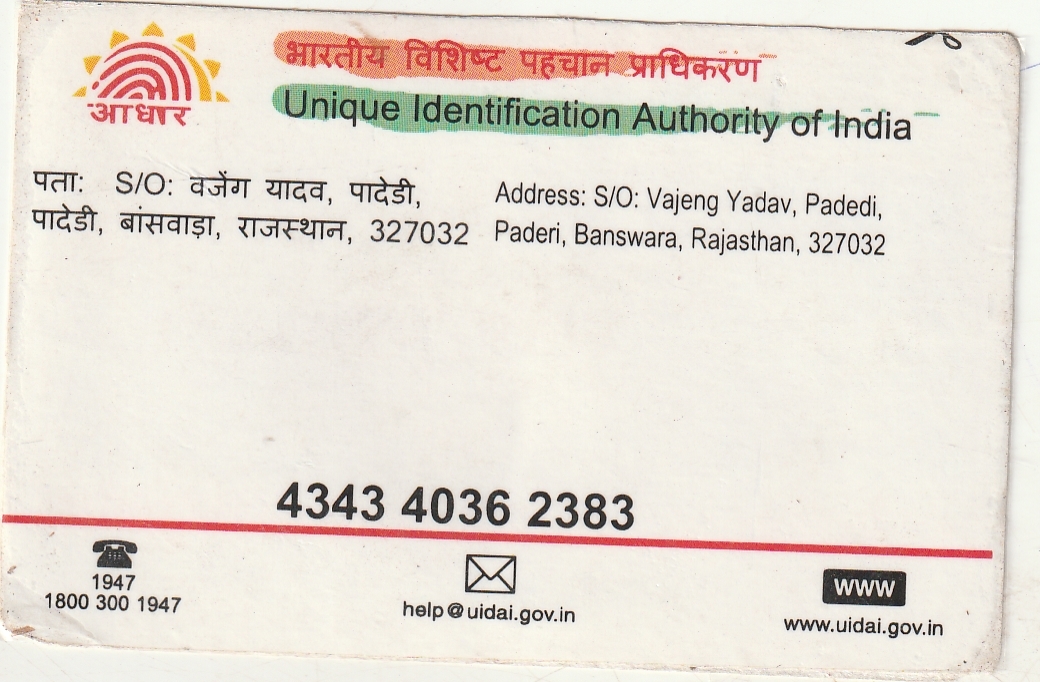 भारतीय विशिष्ट पहचान प्राधिकरण
आधार
Unique Identification Authority of India
पता: S/O: वजेंग यादव, पादेडी,
पादेडी, बांसवाड़ा, राजस्थान, 327032
Address: S/O: Vajeng Yadav, Padedi,
Paderi, Banswara, Rajasthan, 327032
4343 4036 2383
1947
1800 300 1947
help@uidai.gov.in
www
www.uidai.gov.in